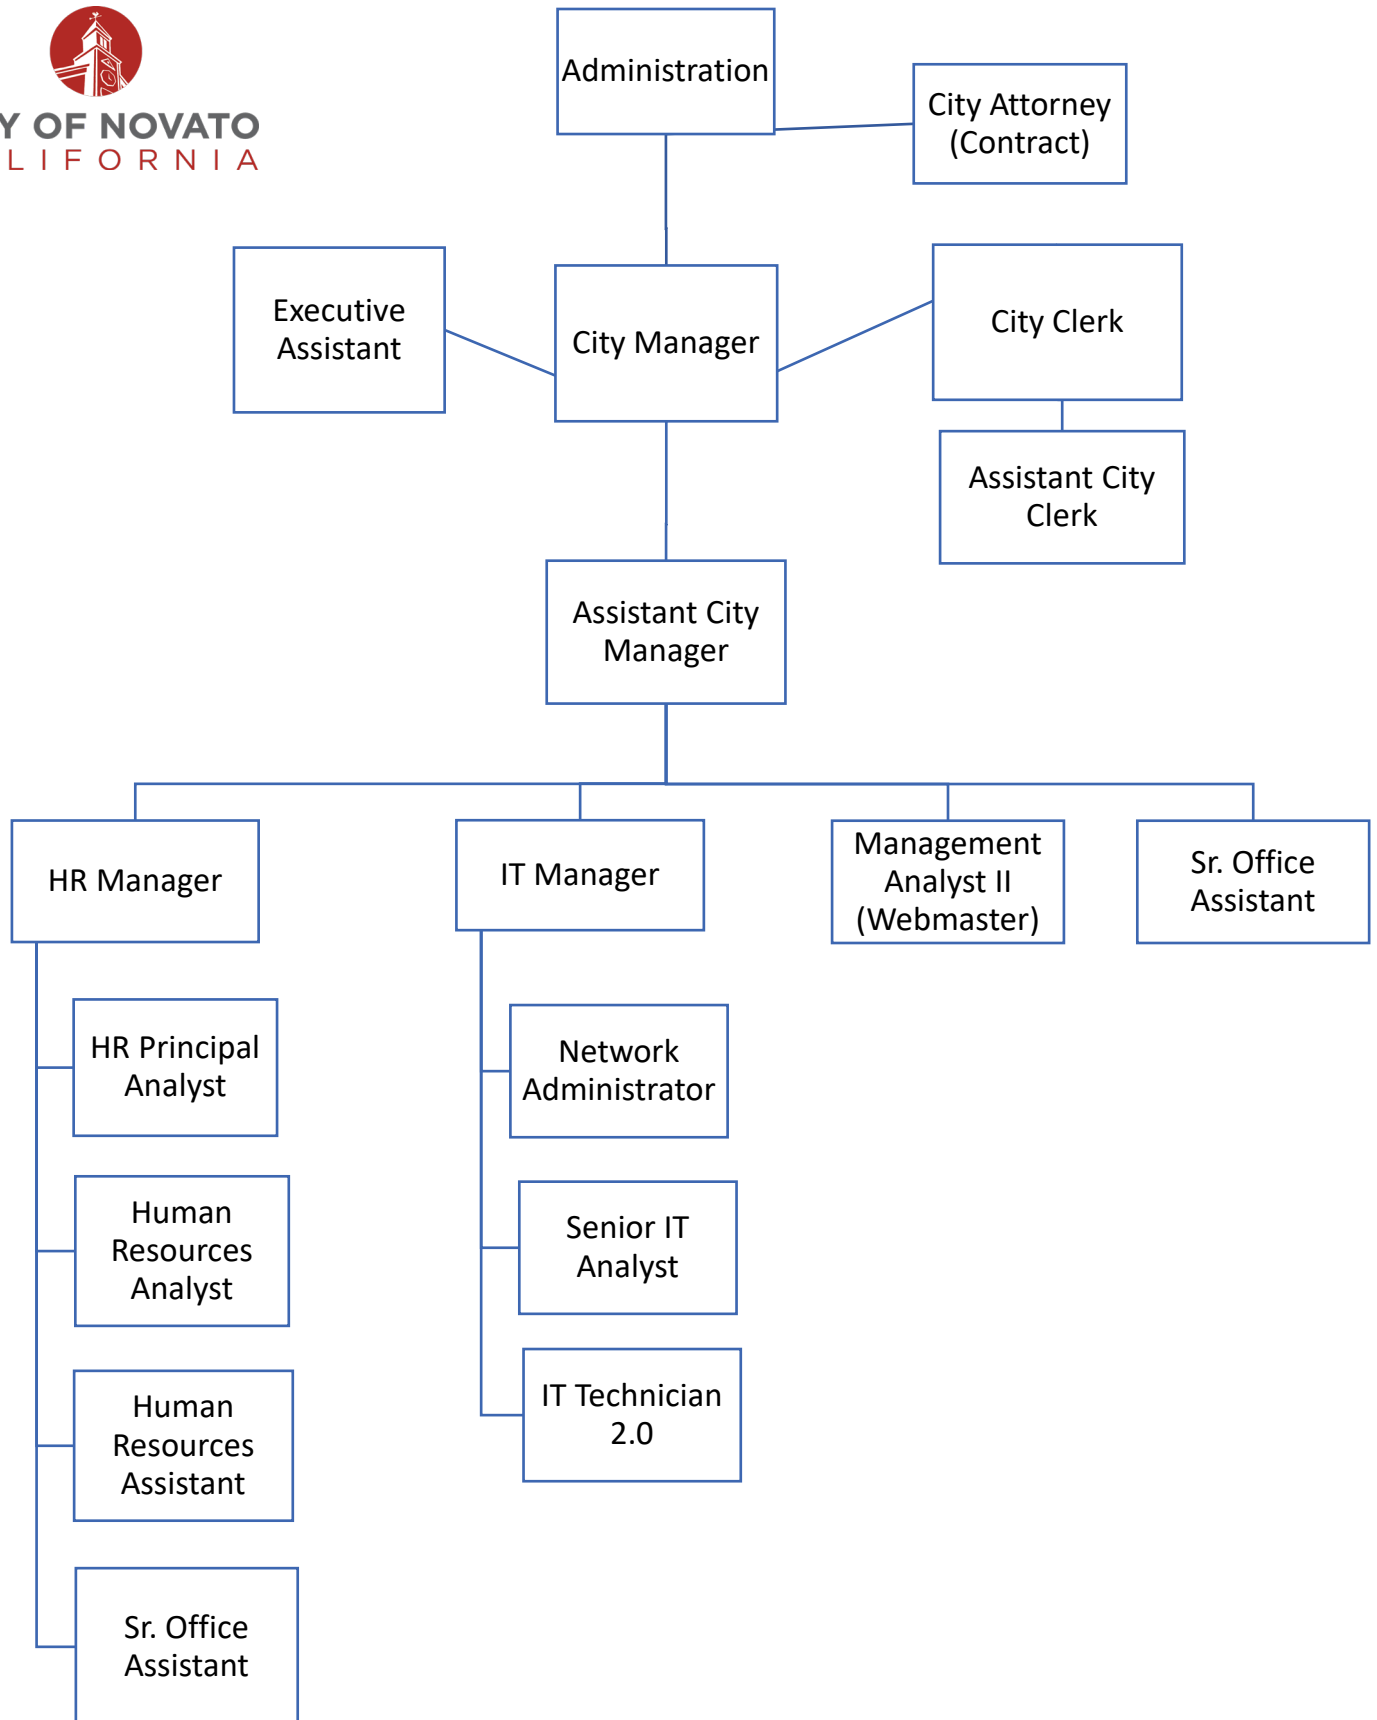 Y OF NOVATO
LIFORNIA
Administration
City Attorney
(Contract)
Executive
Assistant
City Manager
City Clerk
Assistant City
Clerk
Assistant City
Manager
HR Manager
IT Manager
Management
Analyst II
(Webmaster)
Sr. Office
Assistant
HR Principal
Analyst
Network
Administrator
Human
Resources
Analyst
Senior IT
Analyst
Human
Resources
Assistant
IT Technician
2.0
Sr. Office
Assistant